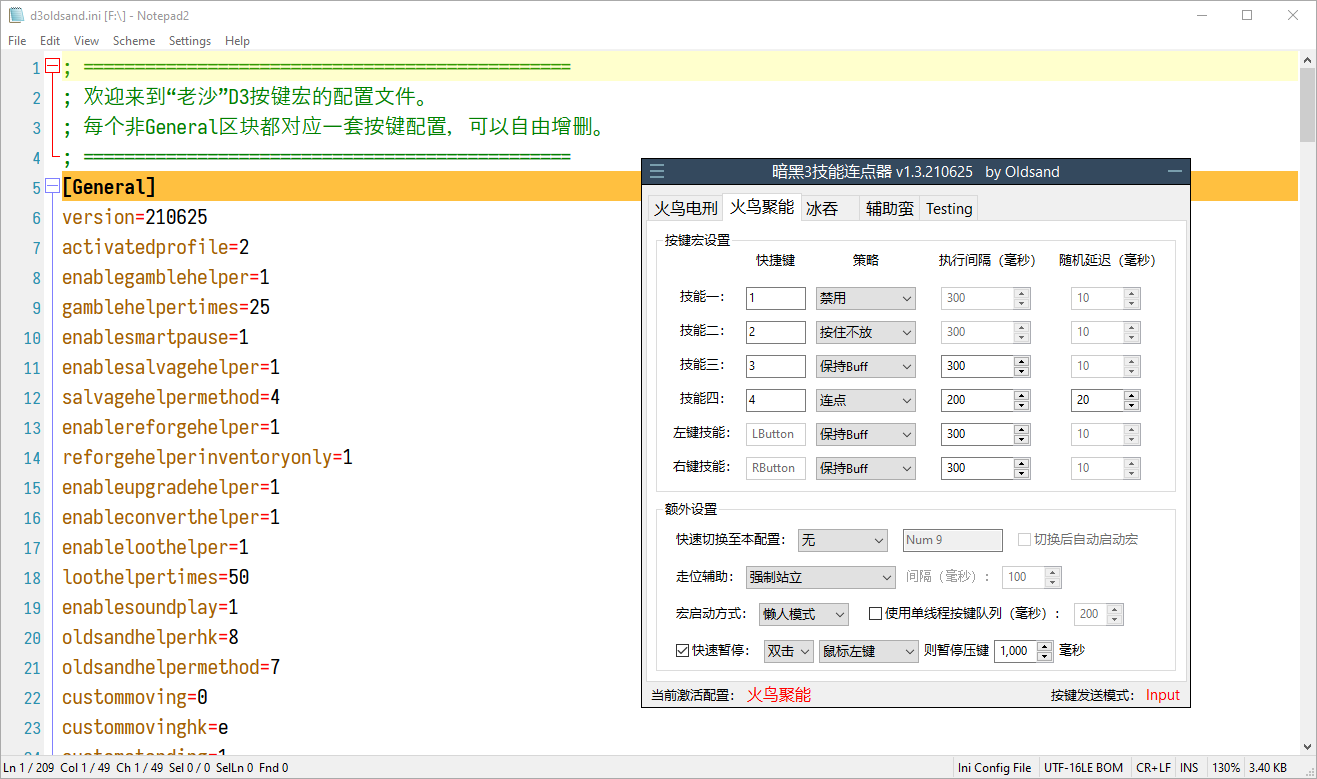 d3oldsand.ini [F:\] - Notepad2
File Edit View Scheme Settings Help
1 ; ================================================
2 ; 欢迎来到“老沙”D3按键宏的配置文件。
3 ; 每个非General区块都对应一套按键配置，可以自由增删。
4 ; ================================================
5 [General]
6 version=210625
7 activatedprofile=2
8 enablegamblehelper=1
9 gamblehelpertimes=25
10 enablesmartpause=1
11 enablesalvagehelper=1
12 salvagehelpermethod=4
13 enablereforgehelper=1
14 reforgehelperinventoryonly=1
15 enableupgradehelper=1
16 enableconverthelper=1
17 enableloothelper=1
18 loothelpertimes=50
19 enablesoundplay=1
20 oldsandhelperhk=8
21 oldsandhelpermethod=7
22 custommoving=0
23 custommovinghk=e
暗黑3技能连点器 v1.3.210625 by Oldsand
火鸟电刑 火鸟聚能 冰吞 辅助蛮 Testing
按键宏设置
快捷键 策略 执行间隔（毫秒） 随机延迟（毫秒）
技能一： 1 禁用 300 10
技能二： 2 按住不放 300 10
技能三： 3 保持Buff 300 10
技能四： 4 连点 200 20
左键技能： LButton 保持Buff 300 10
右键技能： RButton 保持Buff 300 10
额外设置
快速切换至本配置： 无 Num 9 切换后自动启动宏
走位辅助： 强制站立 间隔（毫秒）： 100
宏启动方式： 懒人模式 使用单线程按键队列（毫秒）： 200
快速暂停： 双击 鼠标左键 则暂停压键 1,000 毫秒
当前激活配置： 火鸟聚能 按键发送模式： Input
Ln 1 / 209 Col 1 / 49 Ch 1 / 49 Sel 0 / 0 SelLn 0 Fnd 0 Ini Config File UTF-16LE BOM CR+LF INS 130% 3.40 KB